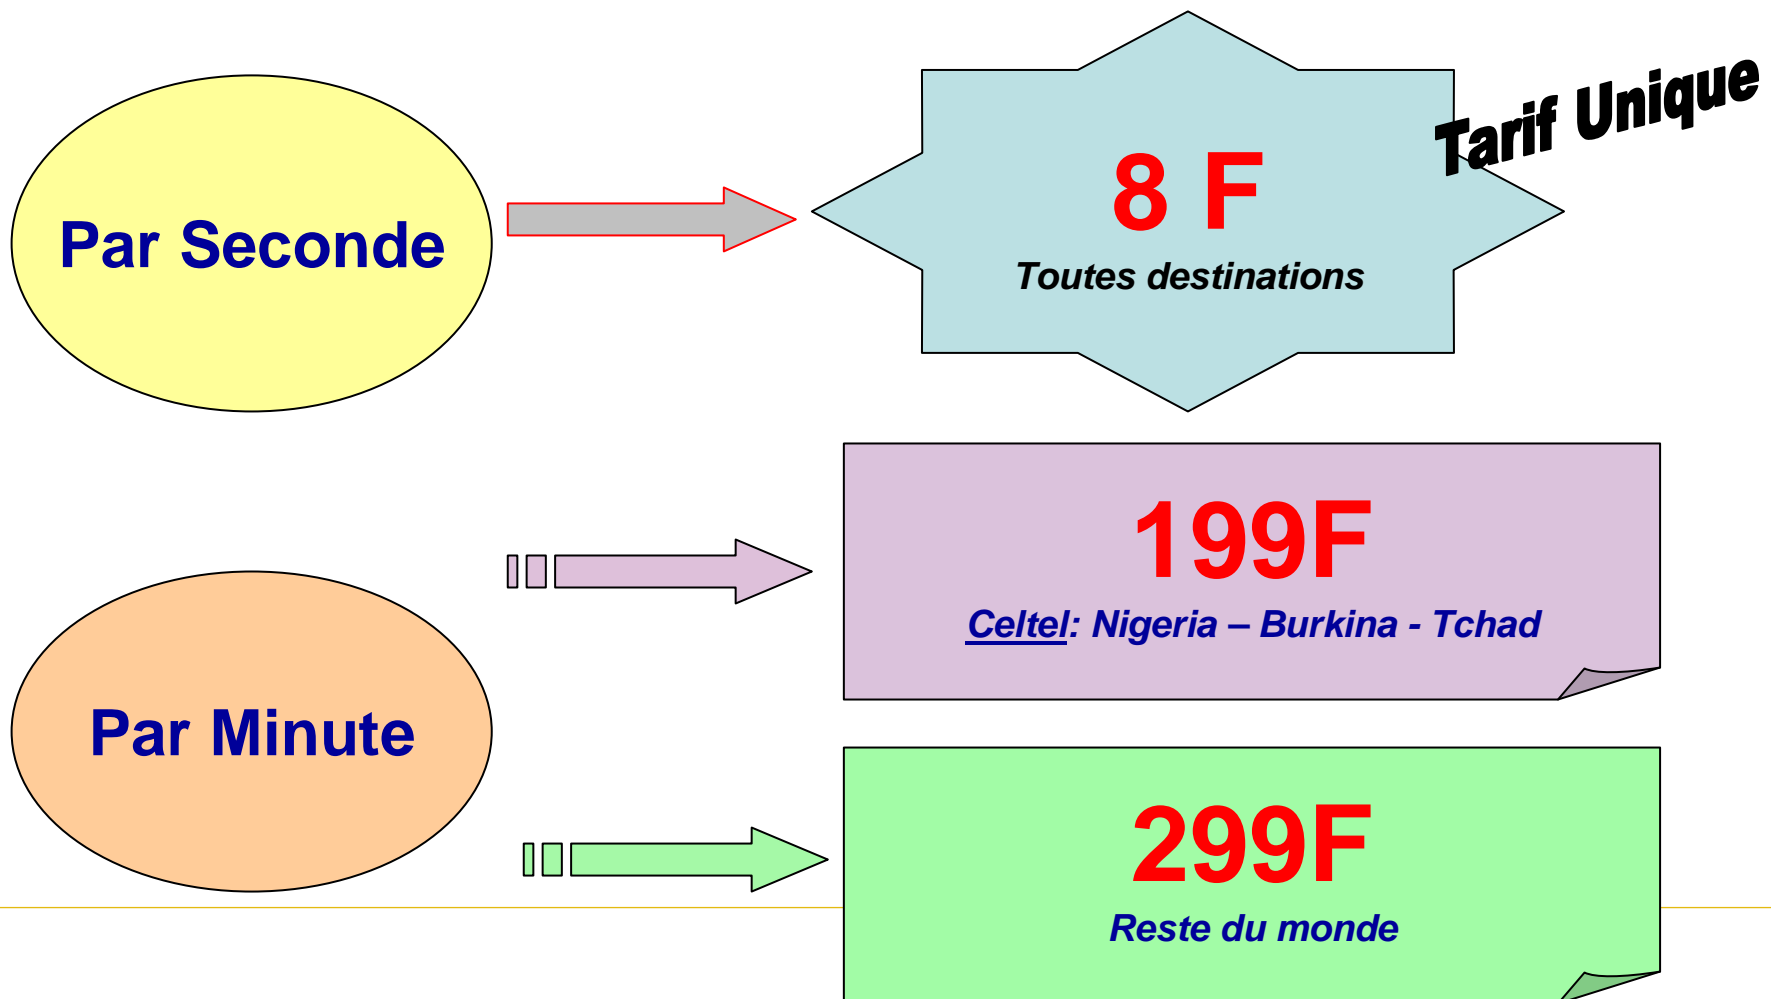 Par Seconde
8 F
Toutes destinations
Tarif Unique
Par Minute
199F
Celtel: Nigeria – Burkina - Tchad
299F
Reste du monde